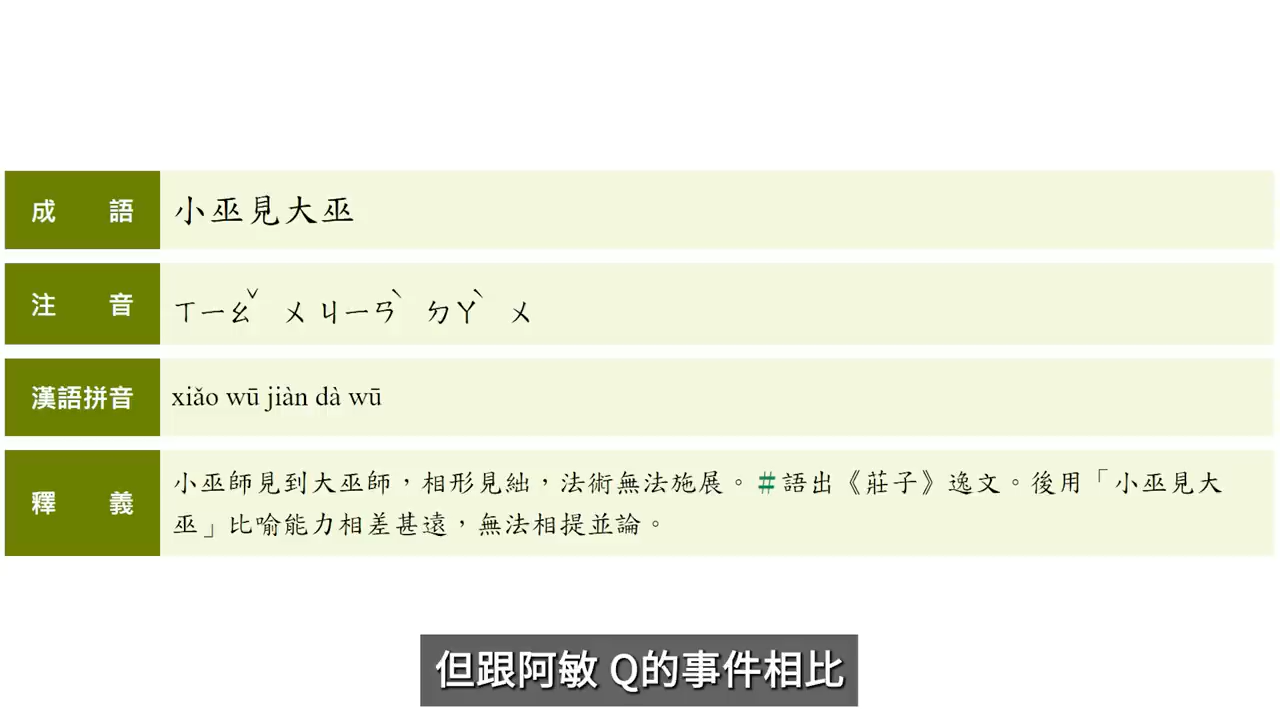 成語 小巫見大巫
注音 ㄒㄧㄠˇ ㄨ ㄐㄧㄢˋ ㄉㄚˋ ㄨ
漢語拼音 xiǎo wū jiàn dà wū
釋義 小巫師見到大巫師，相形見絀，法術無法施展。#語出《莊子》逸文。後用「小巫見大
巫」比喻能力相差甚遠，無法相提並論。
但跟阿敏 Q的事件相比